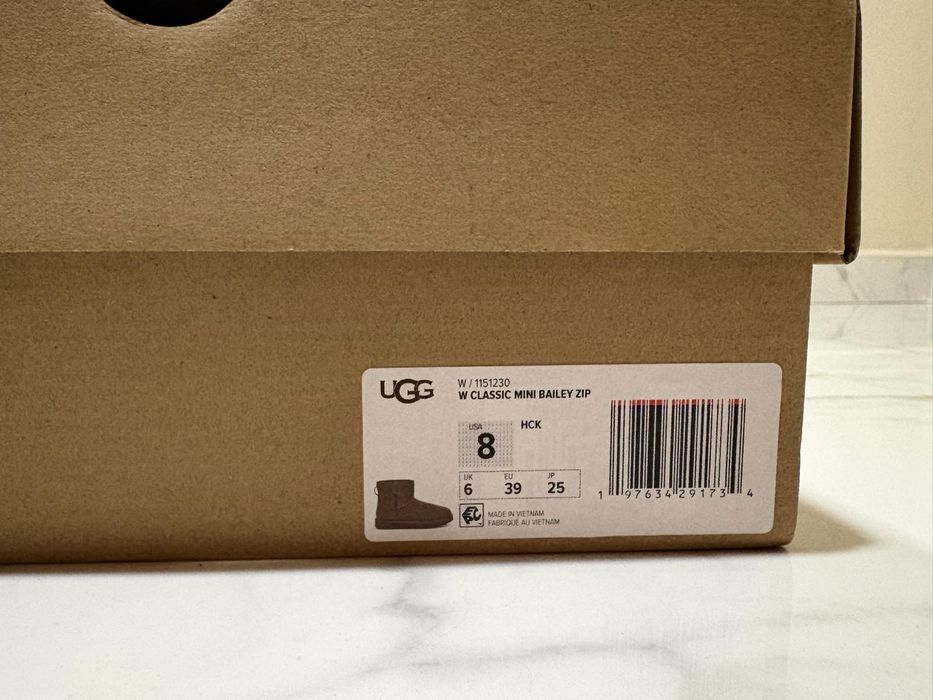 UGG
W / 1151230
W CLASSIC MINI BAILEY ZIP
USA
8
HCK
UK EU JP
6 39 25
MADE IN VIETNAM
FABRIQUÉ AU VIETNAM
1 97634 29173 4